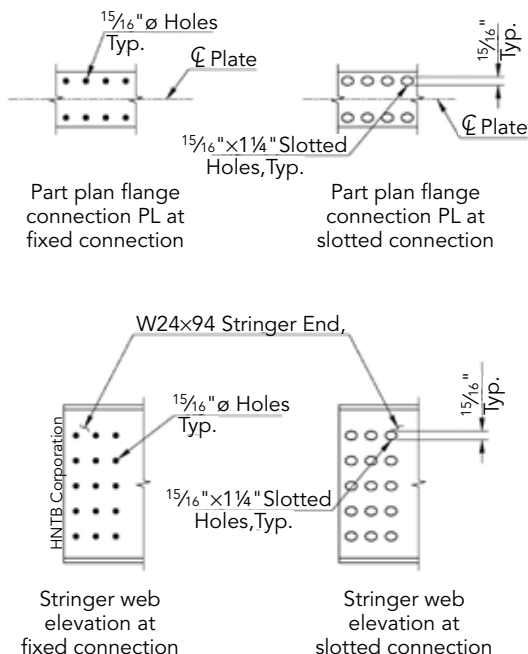 15/16"ø Holes
Typ.
℄ Plate
Part plan flange
connection PL at
fixed connection
15/16"
Typ.
℄ Plate
15/16"×1¼"Slotted
Holes,Typ.
Part plan flange
connection PL at
slotted connection
W24×94 Stringer End,
15/16"ø Holes
Typ.
HNTB Corporation
15/16"
Typ.
15/16"×1¼"Slotted
Holes,Typ.
Stringer web
elevation at
fixed connection
Stringer web
elevation at
slotted connection